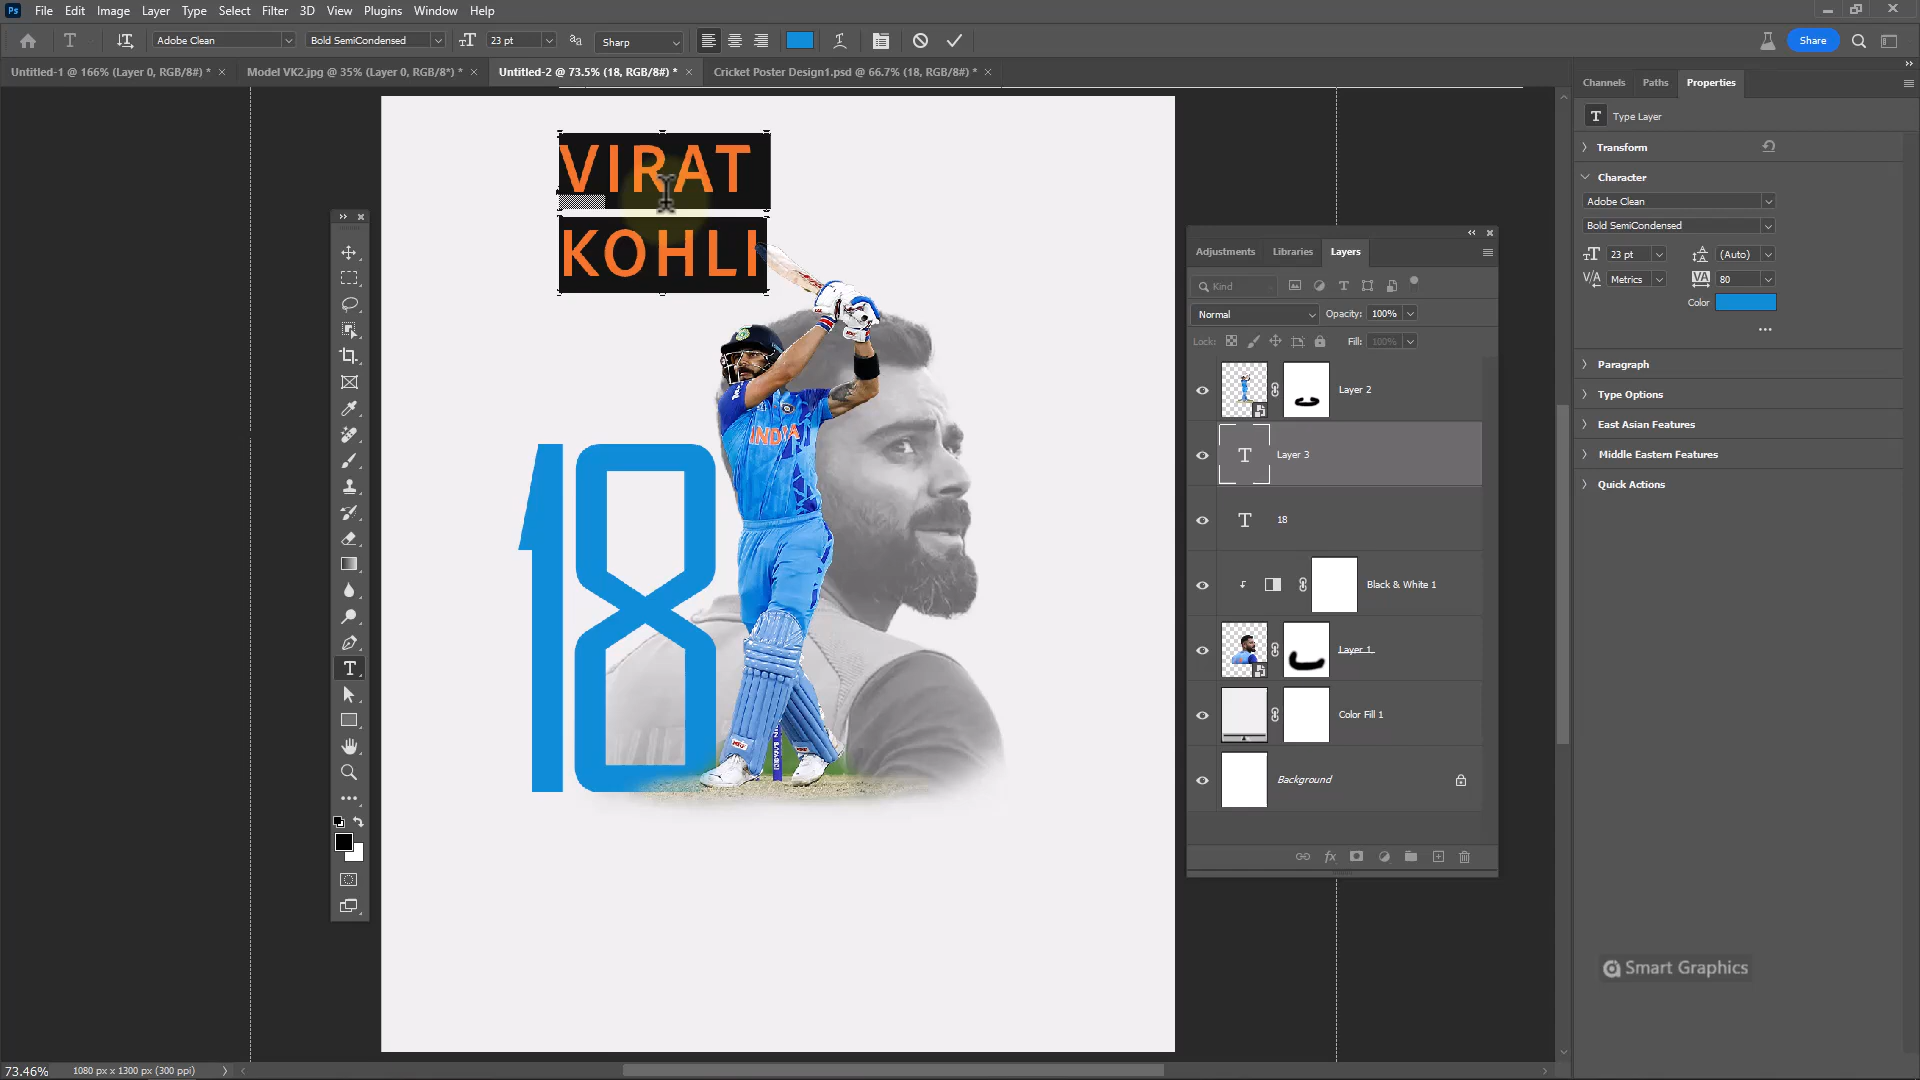 Ps File Edit Image Layer Type Select Filter 3D View Plugins Window Help
T Adobe Clean Bold SemiCondensed 23 pt Sharp Share
Untitled-1 @ 166% (Layer 0, RGB/8#) * × Model VK2.jpg @ 35% (Layer 0, RGB/8*) * × Untitled-2 @ 73.5% (18, RGB/8#) * × Cricket Poster Design1.psd @ 66.7% (18, RGB/8#) * ×
Channels Paths Properties
T Type Layer
Transform
Character
Adobe Clean
Bold SemiCondensed
23 pt (Auto)
Metrics 80
Color
Paragraph
Type Options
East Asian Features
Middle Eastern Features
Quick Actions
VIRAT
KOHLI
INDIA
18
Adjustments Libraries Layers
Kind
Normal Opacity: 100%
Lock: Fill: 100%
Layer 2
T Layer 3
T 18
Black & White 1
Layer 1
Color Fill 1
Background
Smart Graphics
73.46% 1080 px x 1300 px (300 ppi)